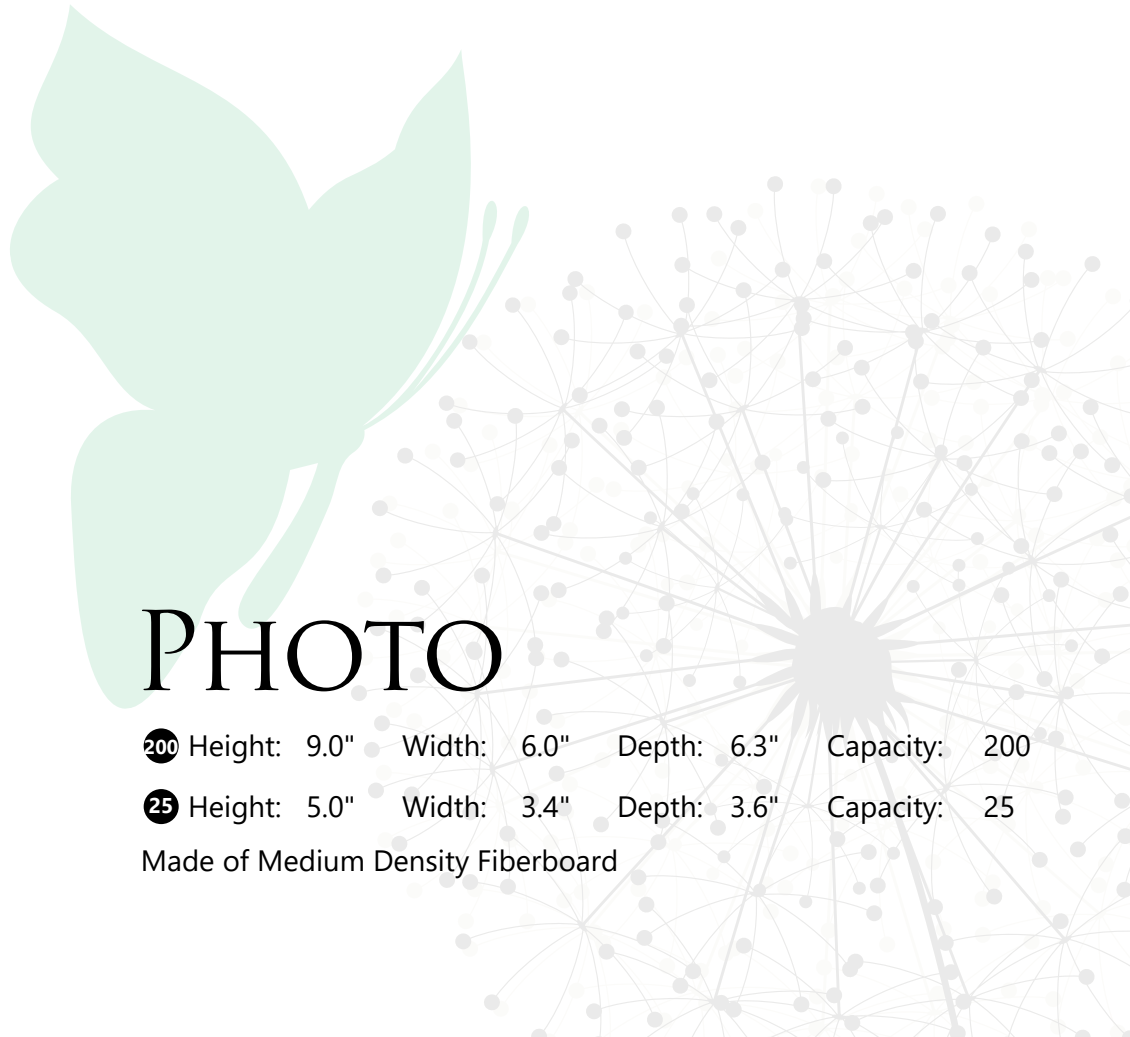 PHOTO
200 Height: 9.0" Width: 6.0" Depth: 6.3" Capacity: 200
25 Height: 5.0" Width: 3.4" Depth: 3.6" Capacity: 25
Made of Medium Density Fiberboard